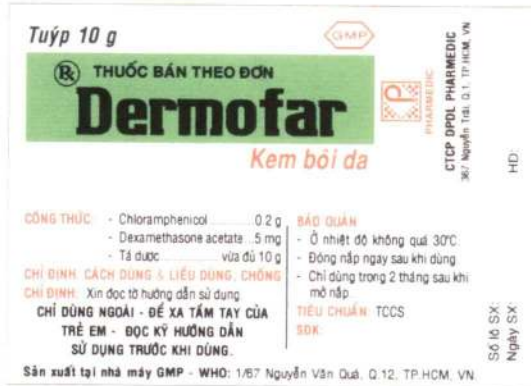 Tuýp 10 g
GMP
Rx THUỐC BÁN THEO ĐƠN
Dermofar
Kem bôi da
PHARMEDIC
CTCP DPDL PHARMEDIC
367 Nguyễn Trãi, Q.1, TP.HCM, VN
CÔNG THỨC: - Chloramphenicol ........ 0.2 g
- Dexamethasone acetate ... 5 mg
- Tá dược ........ vừa đủ 10 g
CHỈ ĐỊNH, CÁCH DÙNG & LIỀU DÙNG, CHỐNG
CHỈ ĐỊNH: Xin đọc tờ hướng dẫn sử dụng
CHỈ DÙNG NGOÀI - ĐỂ XA TẦM TAY CỦA
TRẺ EM - ĐỌC KỸ HƯỚNG DẪN
SỬ DỤNG TRƯỚC KHI DÙNG.
BẢO QUẢN
- Ở nhiệt độ không quá 30°C.
- Đóng nắp ngay sau khi dùng
- Chỉ dùng trong 2 tháng sau khi
mở nắp
TIÊU CHUẨN: TCCS
SĐK:
Số lô SX:
Ngày SX:
HD:
Sản xuất tại nhà máy GMP - WHO: 1/67 Nguyễn Văn Quá, Q.12, TP.HCM, VN